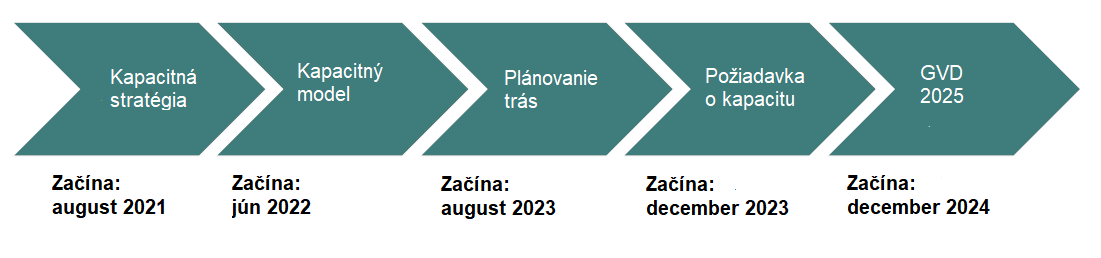 Kapacitná
stratégia
Kapacitný
model
Plánovanie
trás
Požiadavka
o kapacitu
GVD
2025
Začína:
august 2021
Začína:
jún 2022
Začína:
august 2023
Začína:
december 2023
Začína:
december 2024